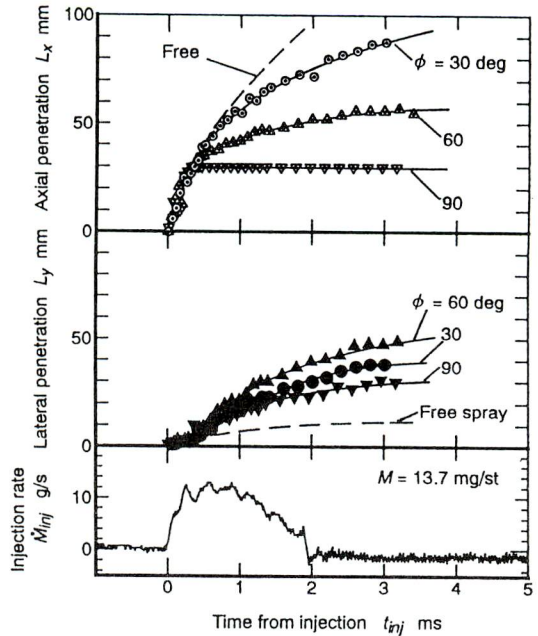 100
50
0
Axial penetration Lx mm
Free
ϕ = 30 deg
60
90
50
0
Lateral penetration Ly mm
ϕ = 60 deg
30
90
Free spray
10
0
Injection rate
Ṁinj g/s
M = 13.7 mg/st
0 1 2 3 4 5
Time from injection tinj ms